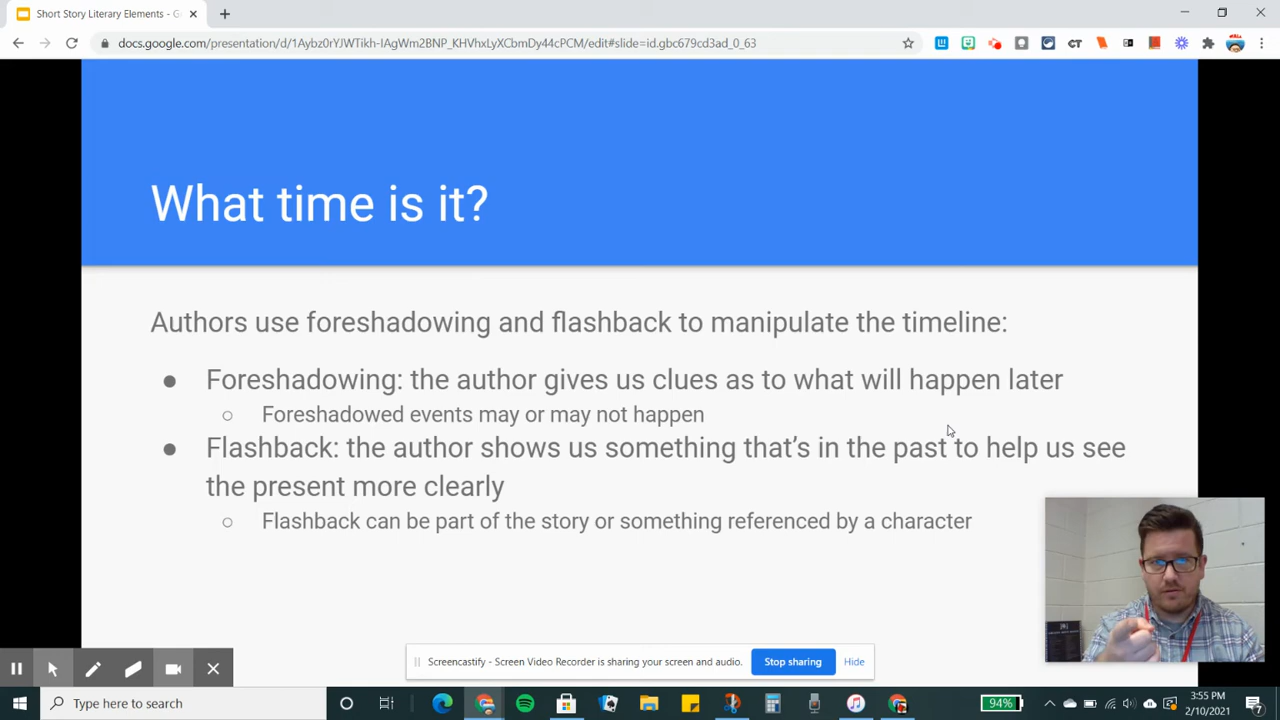 Short Story Literary Elements - G
docs.google.com/presentation/d/1Aybz0rYJWTikh-IAgWm2BNP_KHVhxLyXCbmDy44cPCM/edit#slide=id.gbc679cd3ad_0_63
What time is it?
Authors use foreshadowing and flashback to manipulate the timeline:
● Foreshadowing: the author gives us clues as to what will happen later
○ Foreshadowed events may or may not happen
● Flashback: the author shows us something that's in the past to help us see
the present more clearly
○ Flashback can be part of the story or something referenced by a character
Screencastify - Screen Video Recorder is sharing your screen and audio.
Stop sharing
Hide
Type here to search
94%
3:55 PM
2/10/2021
7